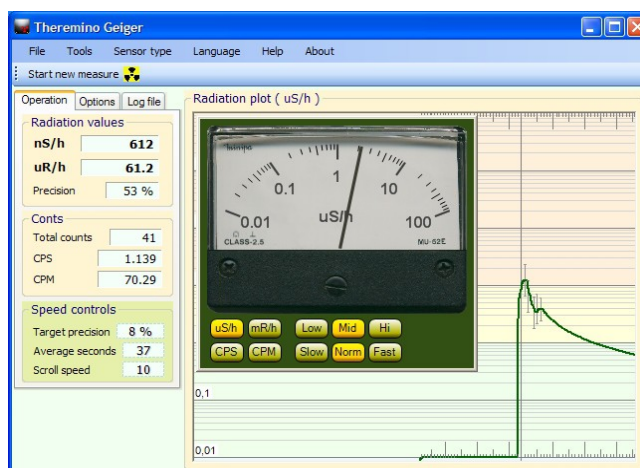 Theremino Geiger
File Tools Sensor type Language Help About
Start new measure
Operation Options Log file
Radiation values
nS/h 612
uR/h 61.2
Precision 53 %
Conts
Total counts 41
CPS 1.139
CPM 70.29
Speed controls
Target precision 8 %
Average seconds 37
Scroll speed 10
Radiation plot ( uS/h )
0.01 0.1 1 10 100
uS/h
CLASS-2.5 MU-52E
uS/h mR/h Low Mid Hi
CPS CPM Slow Norm Fast
0,1
0,01